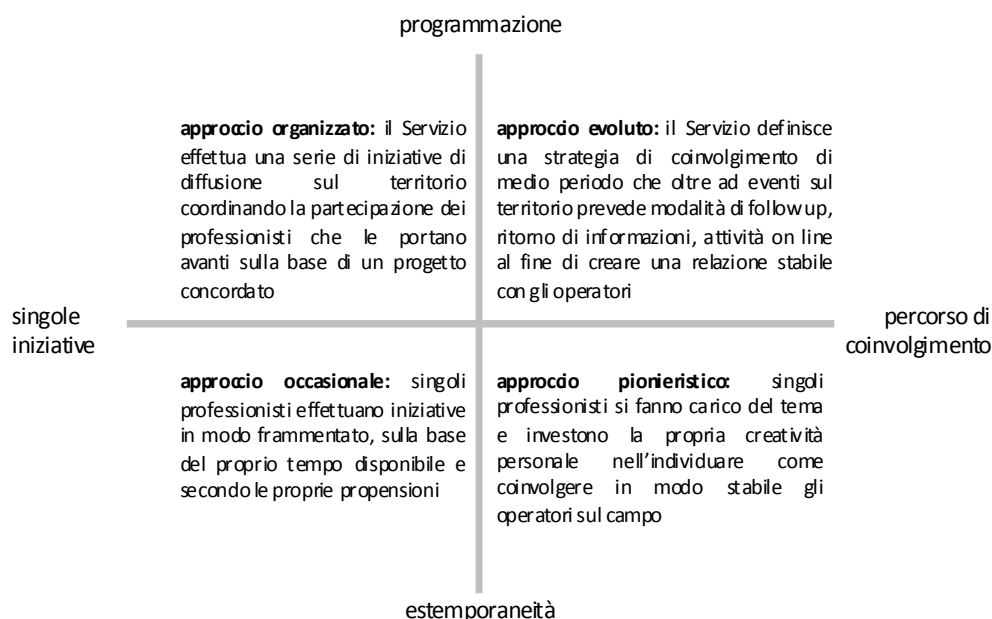 programmazione
approccio organizzato: il Servizio
effettua una serie di iniziative di
diffusione sul territorio
coordinando la partecipazione dei
professionisti che le portano
avanti sulla base di un progetto
concordato
approccio evoluto: il Servizio definisce
una strategia di coinvolgimento di
medio periodo che oltre ad eventi sul
territorio prevede modalità di follow up,
ritorno di informazioni, attività on line
al fine di creare una relazione stabile
con gli operatori
singole
iniziative
percorso di
coinvolgimento
approccio occasionale: singoli
professionisti effettuano iniziative
in modo frammentato, sulla base
del proprio tempo disponibile e
secondo le proprie propensioni
approccio pionieristico: singoli
professionisti si fanno carico del tema
e investono la propria creatività
personale nell'individuare come
coinvolgere in modo stabile gli
operatori sul campo
estemporaneità